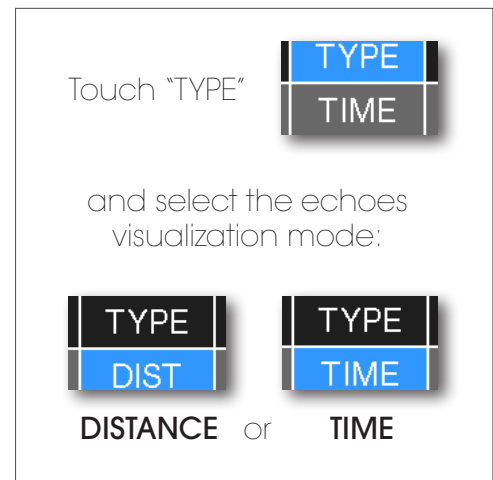 Touch “TYPE”
TYPE
TIME
and select the echoes
visualization mode:
TYPE
DIST
TYPE
TIME
DISTANCE or TIME